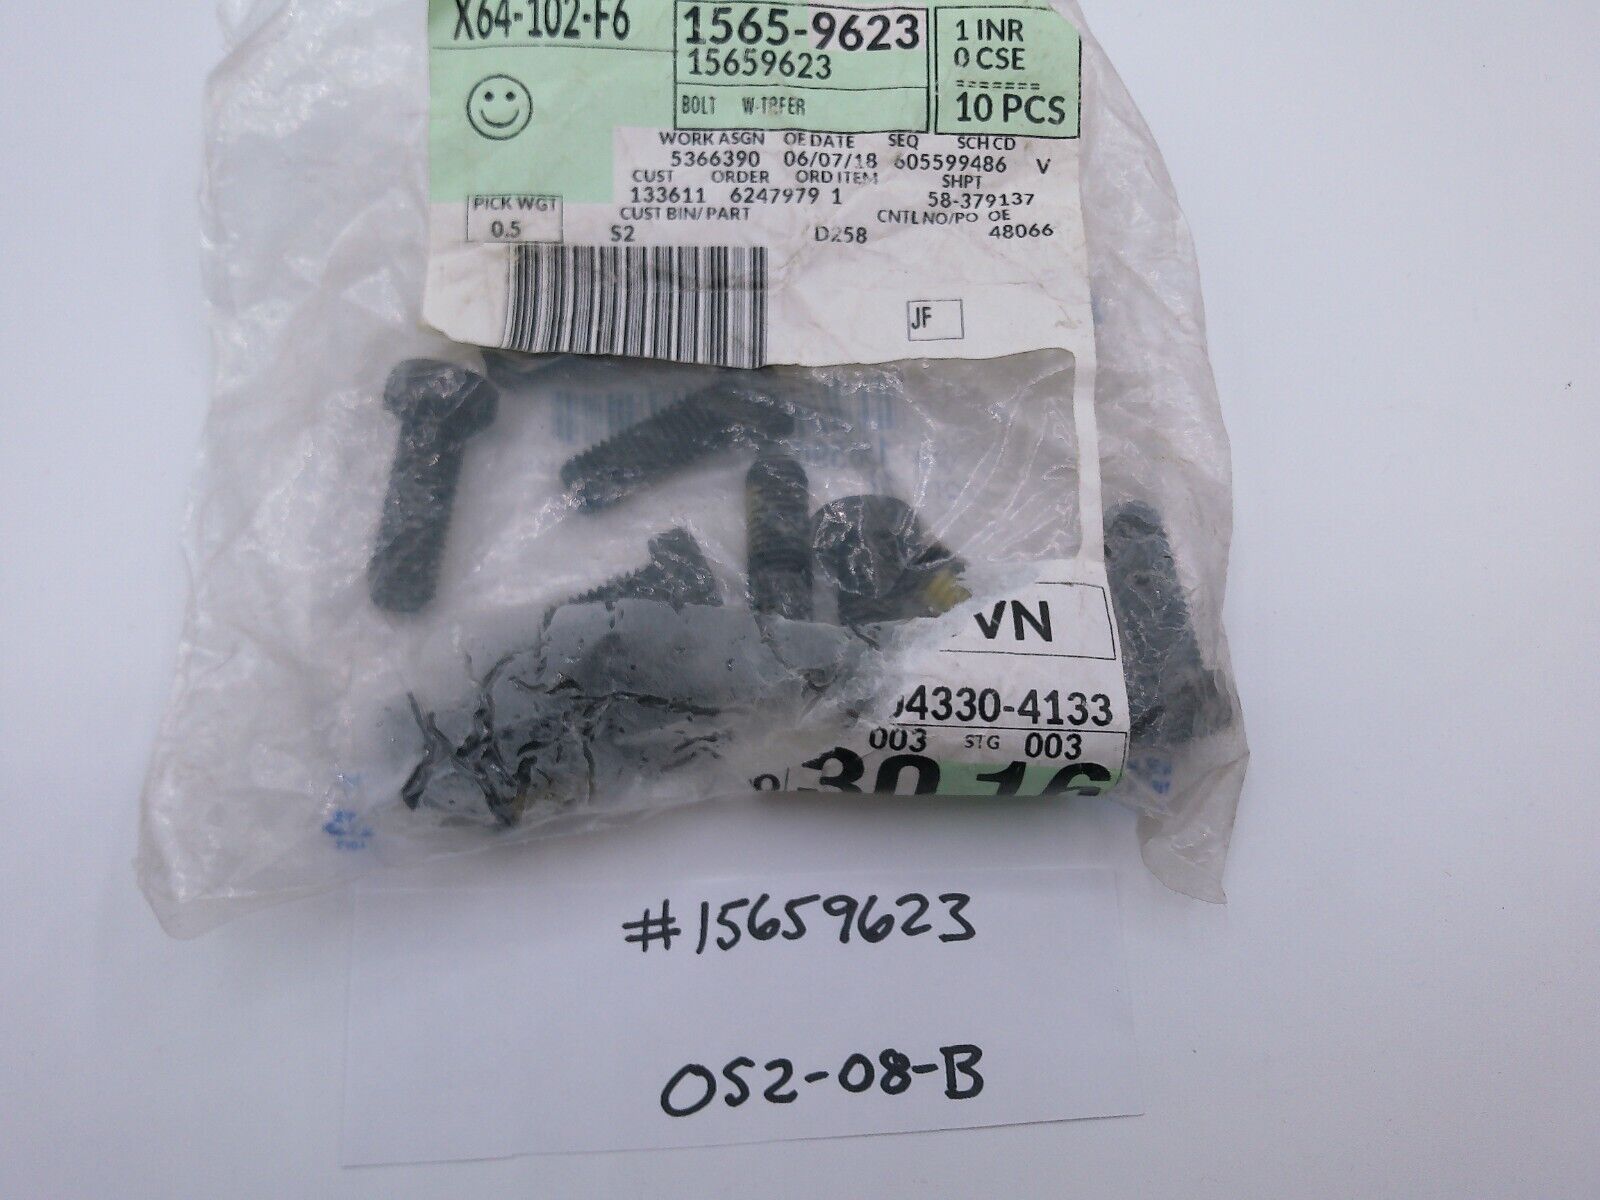 X64-102-F6
1565-9623
15659623
BOLT W-TRFER
1 INR
0 CSE
10 PCS
WORK ASGN OE DATE SEQ SCH CD
5366390 06/07/18 605599486 V
CUST ORDER ORD ITEM SHPT
133611 6247979 1 58-379137
CUST BIN/PART CNTL NO/PO OE
S2 D258 48066
PICK WGT
0.5
JF
VN
4330-4133
003 STG 003
30 16
#15659623
052-08-B